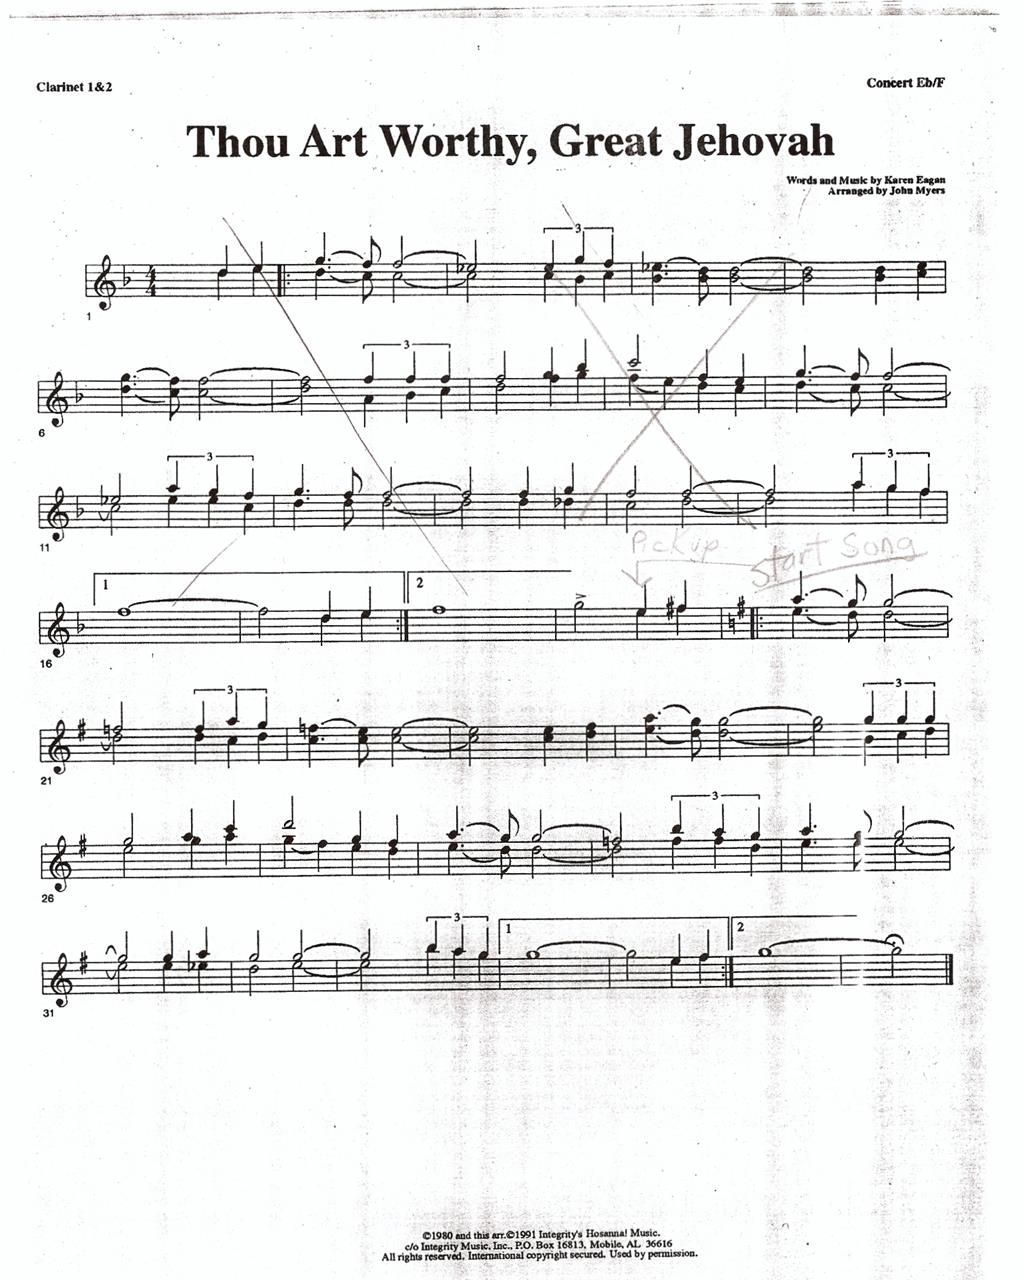 Clarinet 1&2
Concert Eb/F
Thou Art Worthy, Great Jehovah
Words and Music by Karen Eagan
Arranged by John Myers
3
1
3
6
3
3
11
Pickup
Start Song
1
2
16
3
3
21
3
26
3
1
2
31
©1980 and this arr.©1991 Integrity's Hosanna! Music.
c/o Integrity Music, Inc., P.O. Box 16813, Mobile, AL 36616
All rights reserved. International copyright secured. Used by permission.